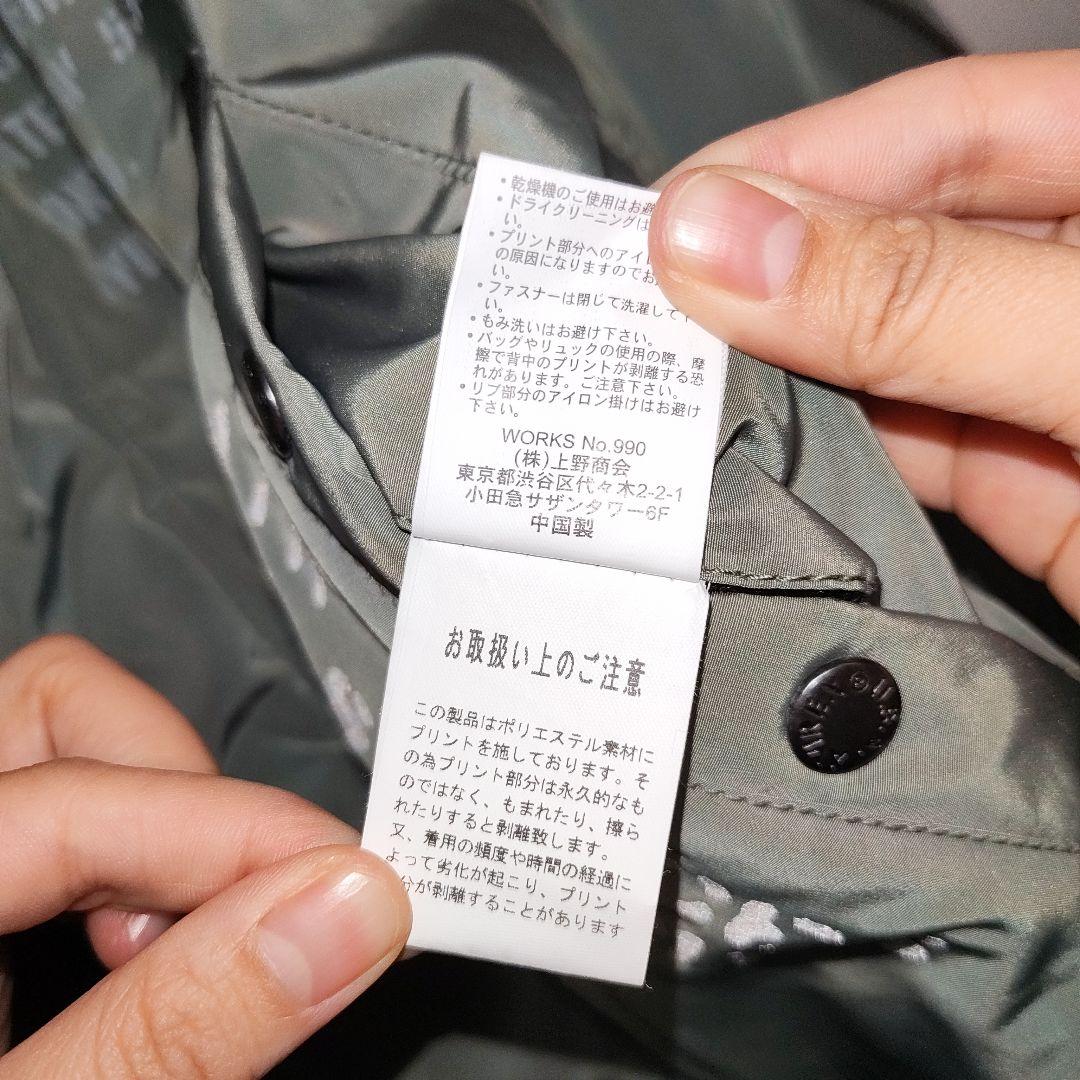 •乾燥機のご使用はお避
•ドライクリーニングは
い。
•プリント部分へのアイ
の原因になりますのでお
い。
•ファスナーは閉じて洗濯して下
い。
•もみ洗いはお避け下さい。
•バッグやリュックの使用の際、摩
擦で背中のプリントが剥離する恐
れがあります。ご注意下さい。
•リブ部分のアイロン掛けはお避け
下さい。
WORKS No.990
(株)上野商会
東京都渋谷区代々木2-2-1
小田急サザンタワー6F
中国製
お取扱い上のご注意
この製品はポリエステル素材に
プリントを施しております。そ
の為プリント部分は永久的なも
のではなく、もまれたり、擦ら
れたりすると剥離致します。
又、着用の頻度や時間の経過に
よって劣化が起こり、プリント
分が剥離することがあります